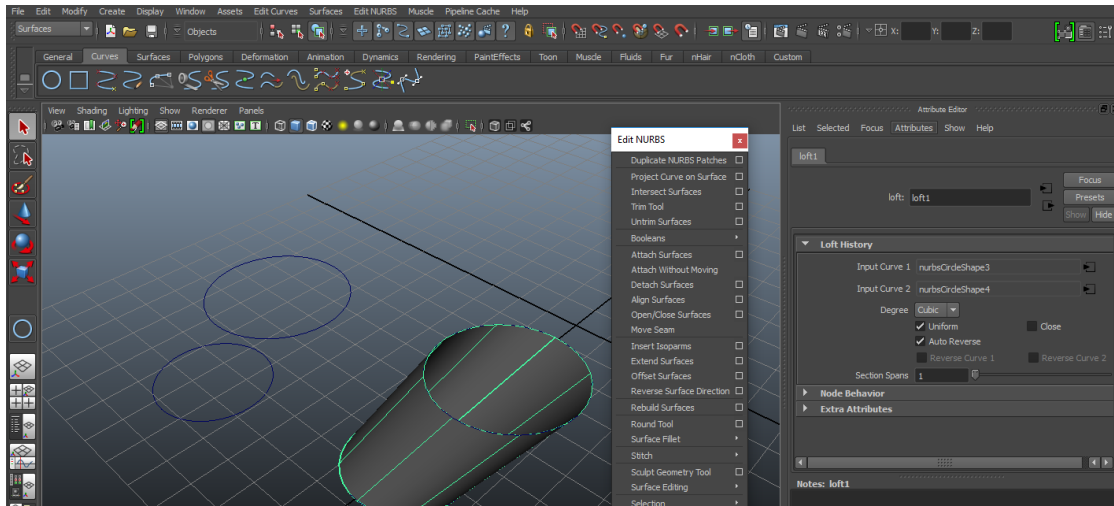 File Edit Modify Create Display Window Assets Edit Curves Surfaces Edit NURBS Muscle Pipeline Cache Help
Surfaces Objects X: Y: Z:
General Curves Surfaces Polygons Deformation Animation Dynamics Rendering PaintEffects Toon Muscle Fluids Fur nHair nCloth Custom
View Shading Lighting Show Renderer Panels
Edit NURBS
Duplicate NURBS Patches
Project Curve on Surface
Intersect Surfaces
Trim Tool
Untrim Surfaces
Booleans
Attach Surfaces
Attach Without Moving
Detach Surfaces
Align Surfaces
Open/Close Surfaces
Move Seam
Insert Isoparms
Extend Surfaces
Offset Surfaces
Reverse Surface Direction
Rebuild Surfaces
Round Tool
Surface Fillet
Stitch
Sculpt Geometry Tool
Surface Editing
Selection
Attribute Editor
List Selected Focus Attributes Show Help
loft1
loft: loft1
Focus
Presets
Show Hide
Loft History
Input Curve 1 nurbsCircleShape3
Input Curve 2 nurbsCircleShape4
Degree Cubic
Uniform Close
Auto Reverse
Reverse Curve 1 Reverse Curve 2
Section Spans 1
Node Behavior
Extra Attributes
Notes: loft1